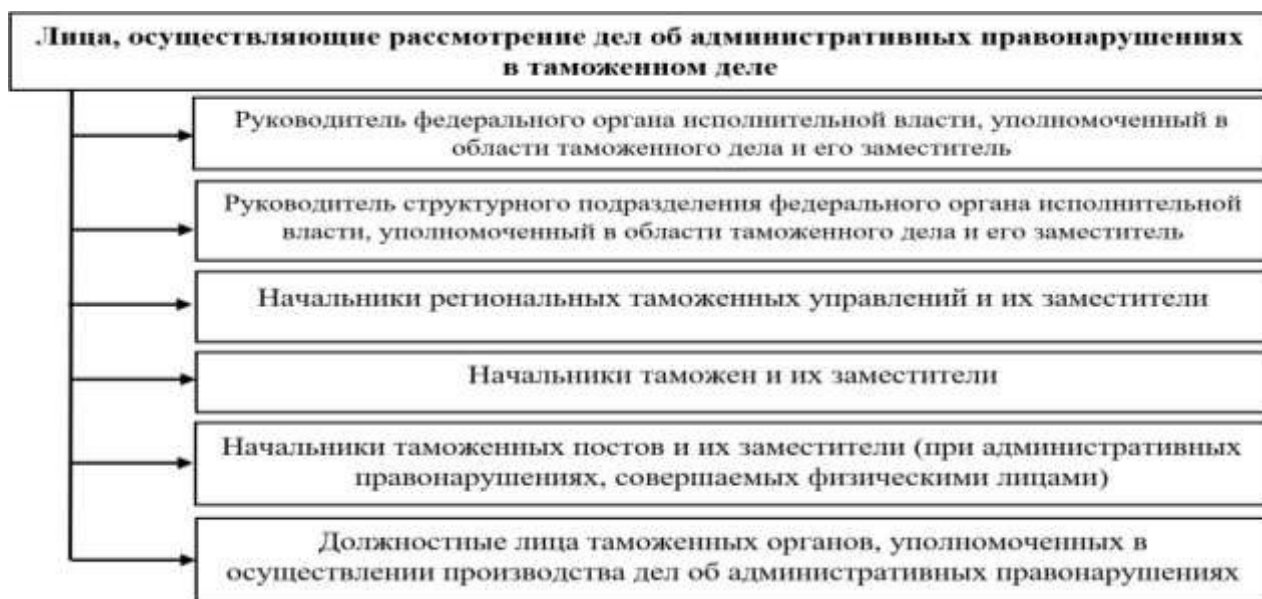 Лица, осуществляющие рассмотрение дел об административных правонарушениях
в таможенном деле
Руководитель федерального органа исполнительной власти, уполномоченный в
области таможенного дела и его заместитель
Руководитель структурного подразделения федерального органа исполнительной
власти, уполномоченный в области таможенного дела и его заместитель
Начальники региональных таможенных управлений и их заместители
Начальники таможен и их заместители
Начальники таможенных постов и их заместители (при административных
правонарушениях, совершаемых физическими лицами)
Должностные лица таможенных органов, уполномоченных в
осуществлении производства дел об административных правонарушениях